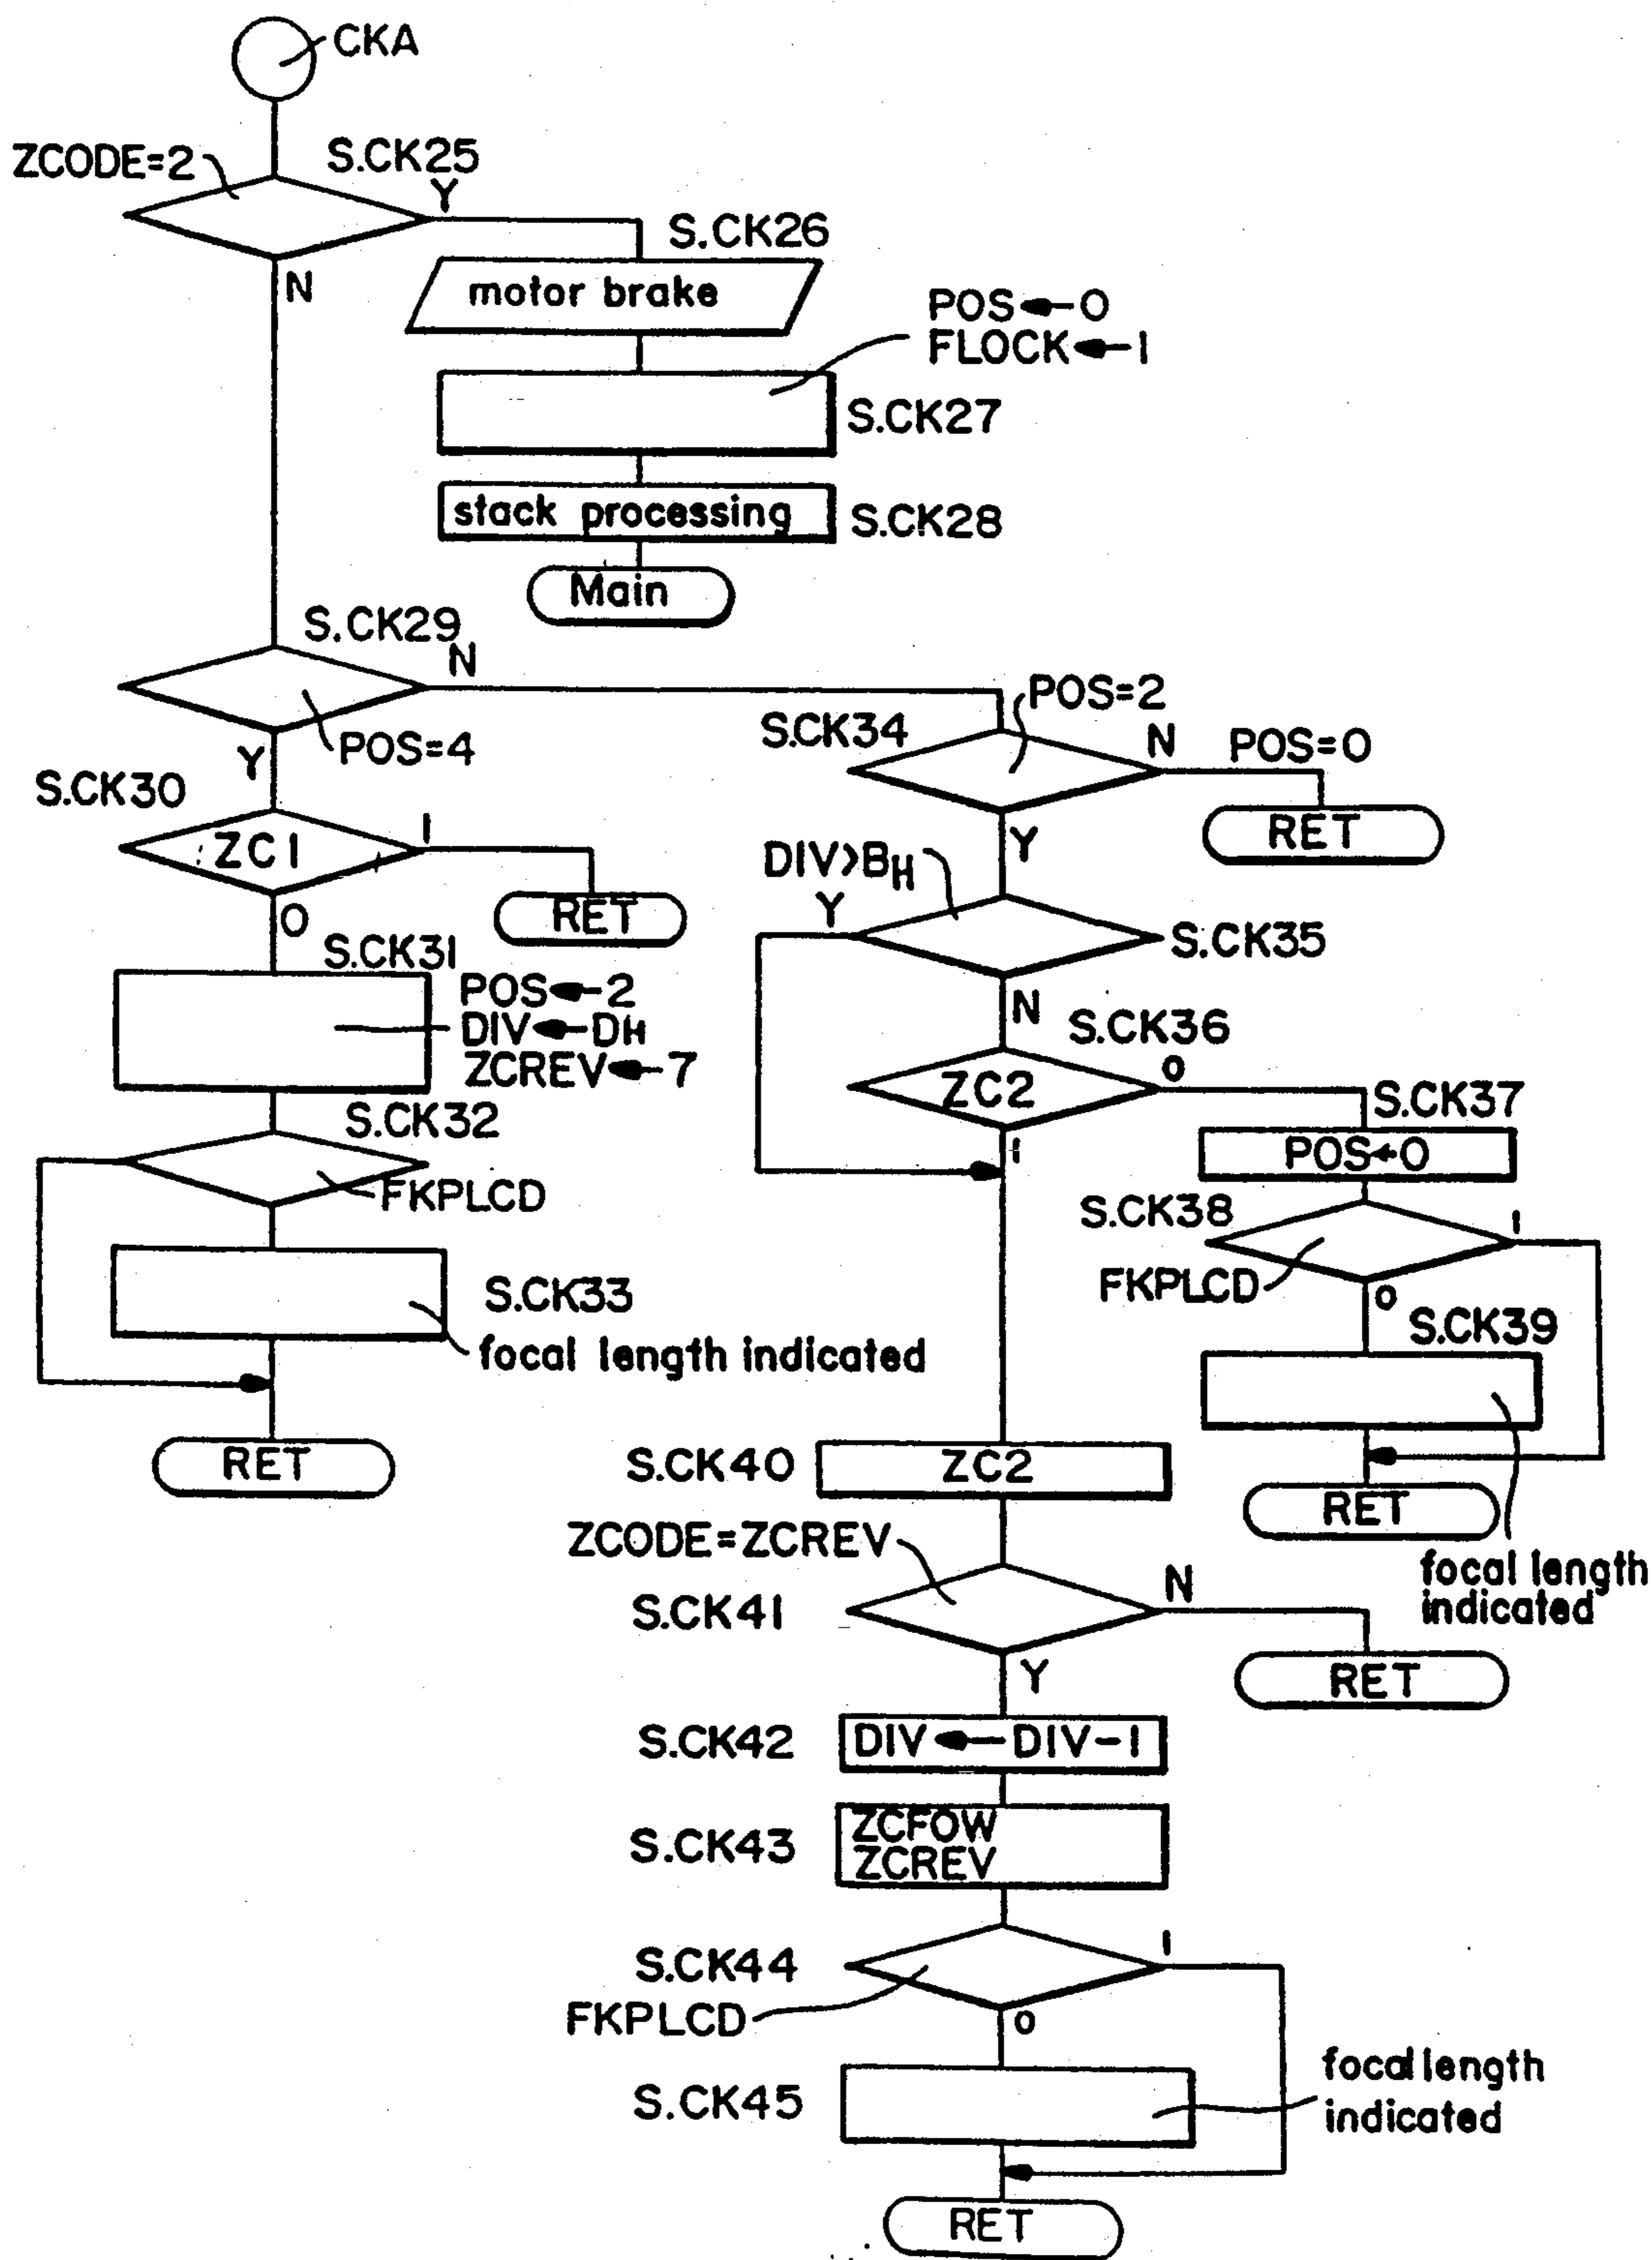 CKA
ZCODE=2
S.CK25
Y
N
S.CK26
motor brake
POS←0
FLOCK←1
S.CK27
stack processing
S.CK28
Main
S.CK29
N
POS=4
Y
S.CK30
ZC1
1
RET
0
S.CK31
POS←2
DIV←DH
ZCREV←7
S.CK32
FKPLCD
S.CK33
focal length indicated
RET
POS=2
S.CK34
N
POS=0
RET
Y
DIV>BH
Y
S.CK35
N
S.CK36
ZC2
0
1
S.CK37
POS←0
S.CK38
1
FKPLCD
0
S.CK39
RET
focal length
indicated
S.CK40
ZC2
ZCODE=ZCREV
N
S.CK41
RET
Y
S.CK42
DIV←DIV-1
S.CK43
ZCFOW
ZCREV
S.CK44
1
FKPLCD
0
S.CK45
focal length
indicated
RET